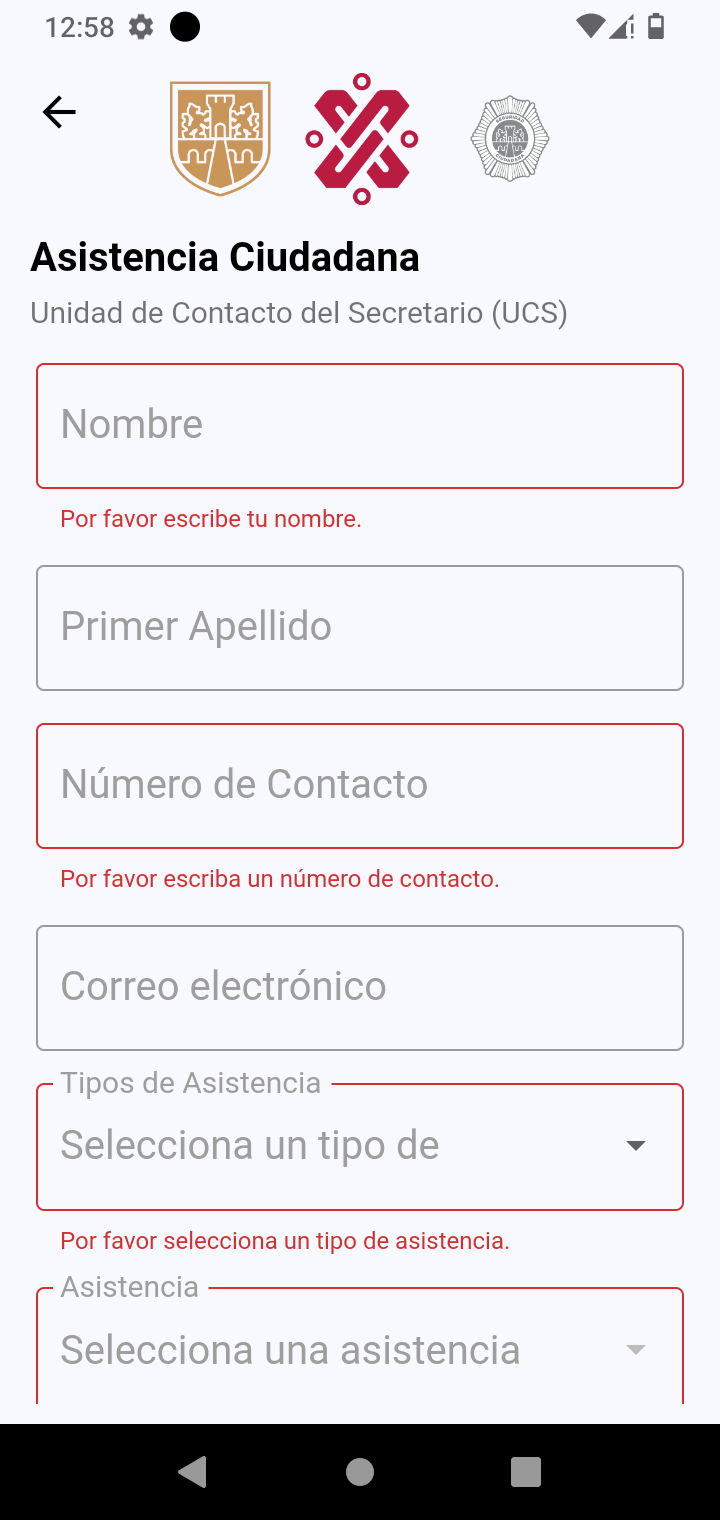 12:58
SEGURIDAD
CIUDADANA
Asistencia Ciudadana
Unidad de Contacto del Secretario (UCS)
Nombre
Por favor escribe tu nombre.
Primer Apellido
Número de Contacto
Por favor escriba un número de contacto.
Correo electrónico
Tipos de Asistencia
Selecciona un tipo de
Por favor selecciona un tipo de asistencia.
Asistencia
Selecciona una asistencia